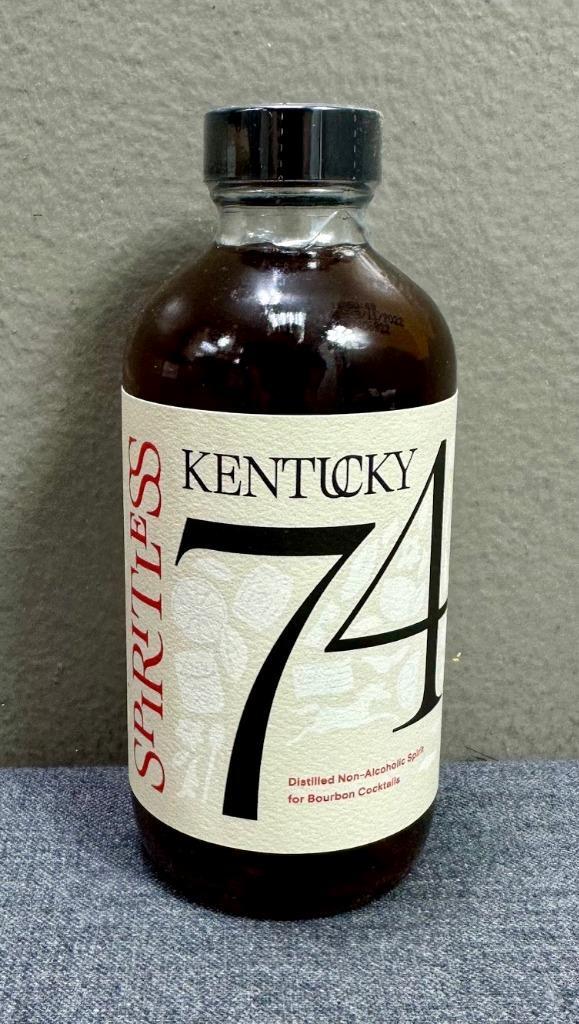 KENTUCKY
74
SPIRITLESS
Distilled Non-Alcoholic Spirit
for Bourbon Cocktails